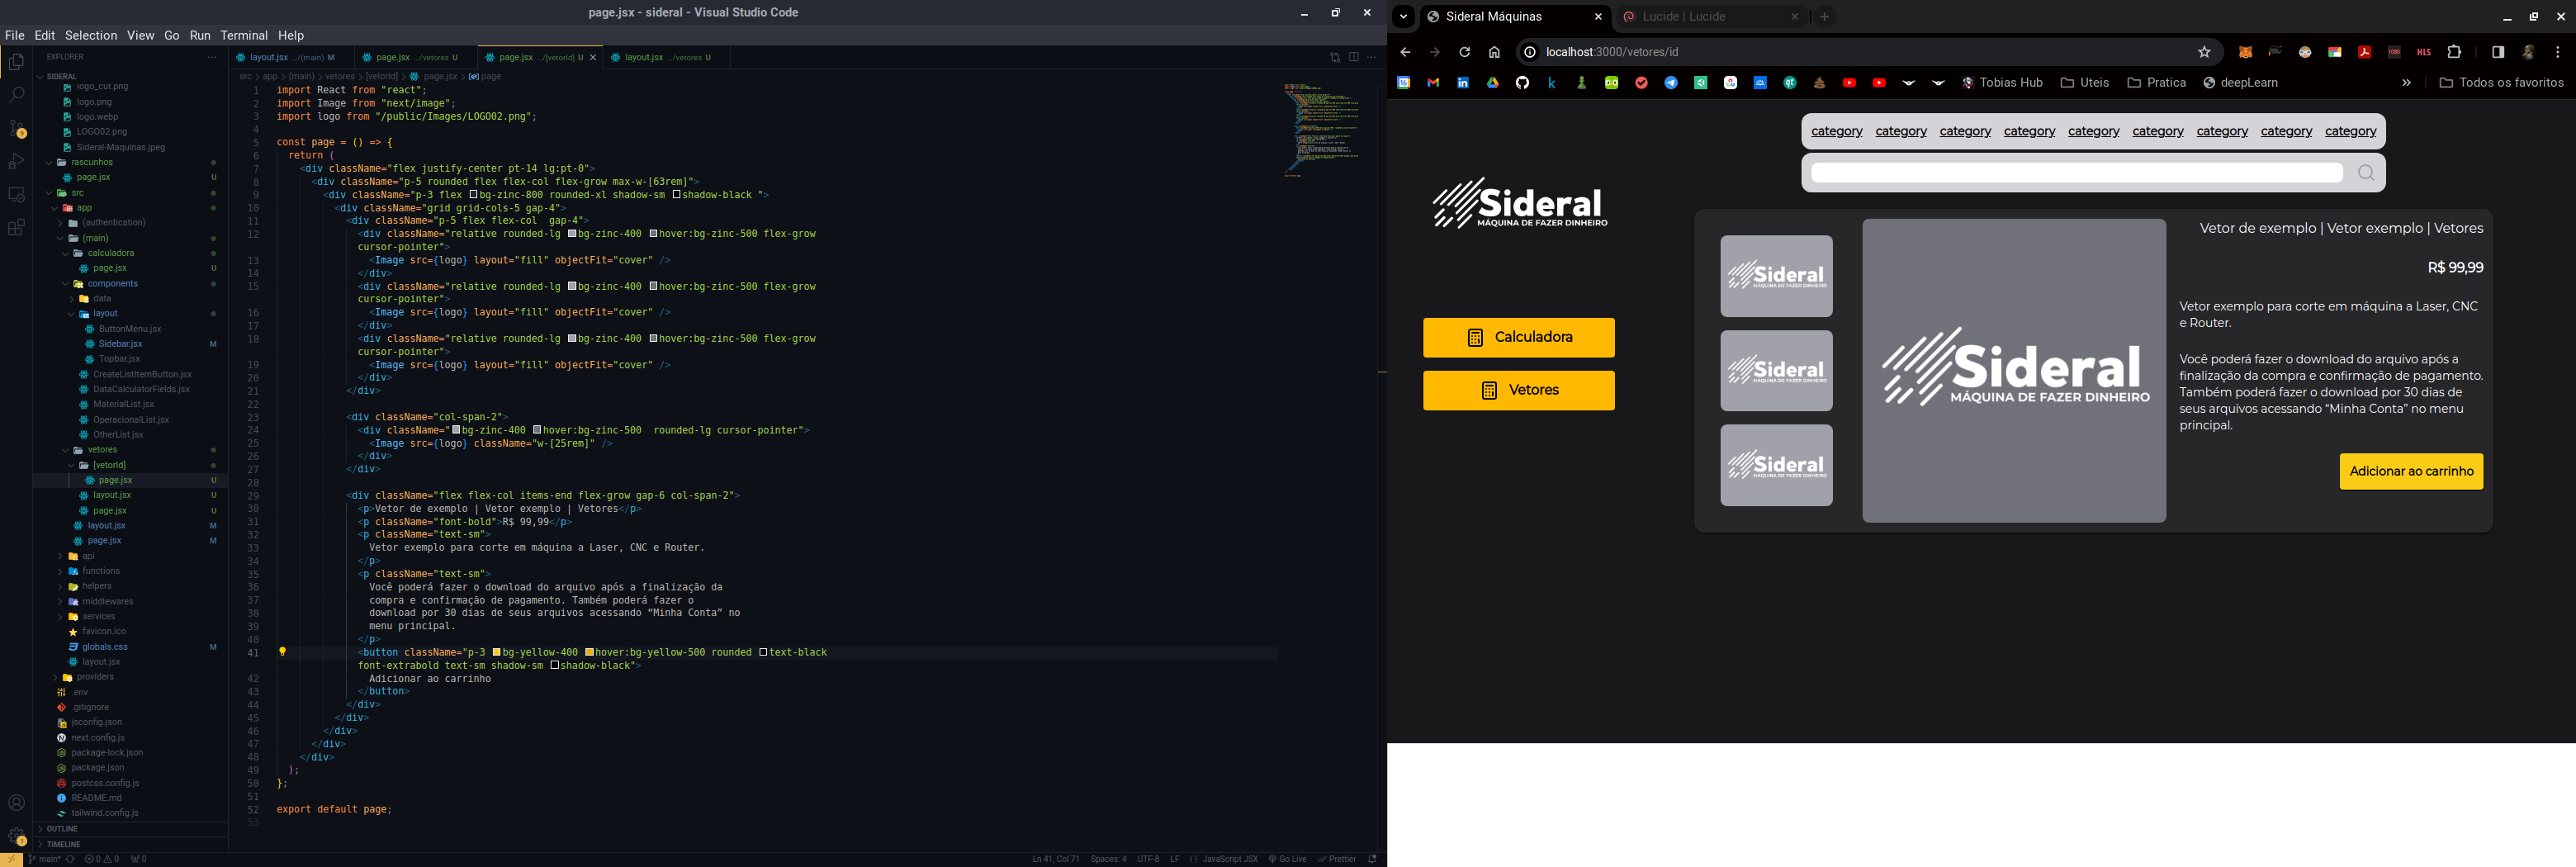 page.jsx - sideral - Visual Studio Code
File Edit Selection View Go Run Terminal Help
EXPLORER
SIDERAL
logo_cut.png
logo.png
logo.webp
LOGO02.png
Sideral-Maquinas.jpeg
rascunhos
page.jsx U
src
app
(authentication)
(main)
calculadora
page.jsx U
components
data
layout
ButtonMenu.jsx
Sidebar.jsx M
Topbar.jsx
CreateListItemButton.jsx
DataCalculatorFields.jsx
MaterialList.jsx
OperacionalList.jsx
OtherList.jsx
vetores
[vetorId]
page.jsx U
layout.jsx U
page.jsx U
layout.jsx M
page.jsx M
api
functions
helpers
middlewares
services
favicon.ico
globals.css M
layout.jsx
providers
.env
.gitignore
jsconfig.json
next.config.js
package-lock.json
package.json
postcss.config.js
README.md
tailwind.config.js
OUTLINE
TIMELINE
layout.jsx .../(main) M
page.jsx .../vetores U
page.jsx .../[vetorId] U
layout.jsx .../vetores U
src > app > (main) > vetores > [vetorId] > page.jsx > page
1 import React from "react";
2 import Image from "next/image";
3 import logo from "/public/Images/LOGO02.png";
4
5 const page = () => {
6 return (
7 <div className="flex justify-center pt-14 lg:pt-0">
8 <div className="p-5 rounded flex flex-col flex-grow max-w-[63rem]">
9 <div className="p-3 flex bg-zinc-800 rounded-xl shadow-sm shadow-black ">
10 <div className="grid grid-cols-5 gap-4">
11 <div className="p-5 flex flex-col  gap-4">
12 <div className="relative rounded-lg bg-zinc-400 hover:bg-zinc-500 flex-grow
cursor-pointer">
13 <Image src={logo} layout="fill" objectFit="cover" />
14 </div>
15 <div className="relative rounded-lg bg-zinc-400 hover:bg-zinc-500 flex-grow
cursor-pointer">
16 <Image src={logo} layout="fill" objectFit="cover" />
17 </div>
18 <div className="relative rounded-lg bg-zinc-400 hover:bg-zinc-500 flex-grow
cursor-pointer">
19 <Image src={logo} layout="fill" objectFit="cover" />
20 </div>
21 </div>
22
23 <div className="col-span-2">
24 <div className="bg-zinc-400 hover:bg-zinc-500  rounded-lg cursor-pointer">
25 <Image src={logo} className="w-[25rem]" />
26 </div>
27 </div>
28
29 <div className="flex flex-col items-end flex-grow gap-6 col-span-2">
30 <p>Vetor de exemplo | Vetor exemplo | Vetores</p>
31 <p className="font-bold">R$ 99,99</p>
32 <p className="text-sm">
33 Vetor exemplo para corte em máquina a Laser, CNC e Router.
34 </p>
35 <p className="text-sm">
36 Você poderá fazer o download do arquivo após a finalização da
37 compra e confirmação de pagamento. Também poderá fazer o
38 download por 30 dias de seus arquivos acessando “Minha Conta” no
39 menu principal.
40 </p>
41 <button className="p-3 bg-yellow-400 hover:bg-yellow-500 rounded text-black
font-extrabold text-sm shadow-sm shadow-black">
42 Adicionar ao carrinho
43 </button>
44 </div>
45 </div>
46 </div>
47 </div>
48 </div>
49 );
50 };
51
52 export default page;
53
main* 0 0 0
Ln 41, Col 71 Spaces: 4 UTF-8 LF JavaScript JSX Go Live Prettier
Sideral Máquinas
Lucide | Lucide
localhost:3000/vetores/id
HLS
Tobias Hub Uteis Pratica deepLearn » Todos os favoritos
category category category category category category category category category
Sideral
MÁQUINA DE FAZER DINHEIRO
Calculadora
Vetores
Sideral
MÁQUINA DE FAZER DINHEIRO
Sideral
MÁQUINA DE FAZER DINHEIRO
Sideral
MÁQUINA DE FAZER DINHEIRO
Sideral
MÁQUINA DE FAZER DINHEIRO
Vetor de exemplo | Vetor exemplo | Vetores
R$ 99,99
Vetor exemplo para corte em máquina a Laser, CNC
e Router.
Você poderá fazer o download do arquivo após a
finalização da compra e confirmação de pagamento.
Também poderá fazer o download por 30 dias de
seus arquivos acessando “Minha Conta” no menu
principal.
Adicionar ao carrinho